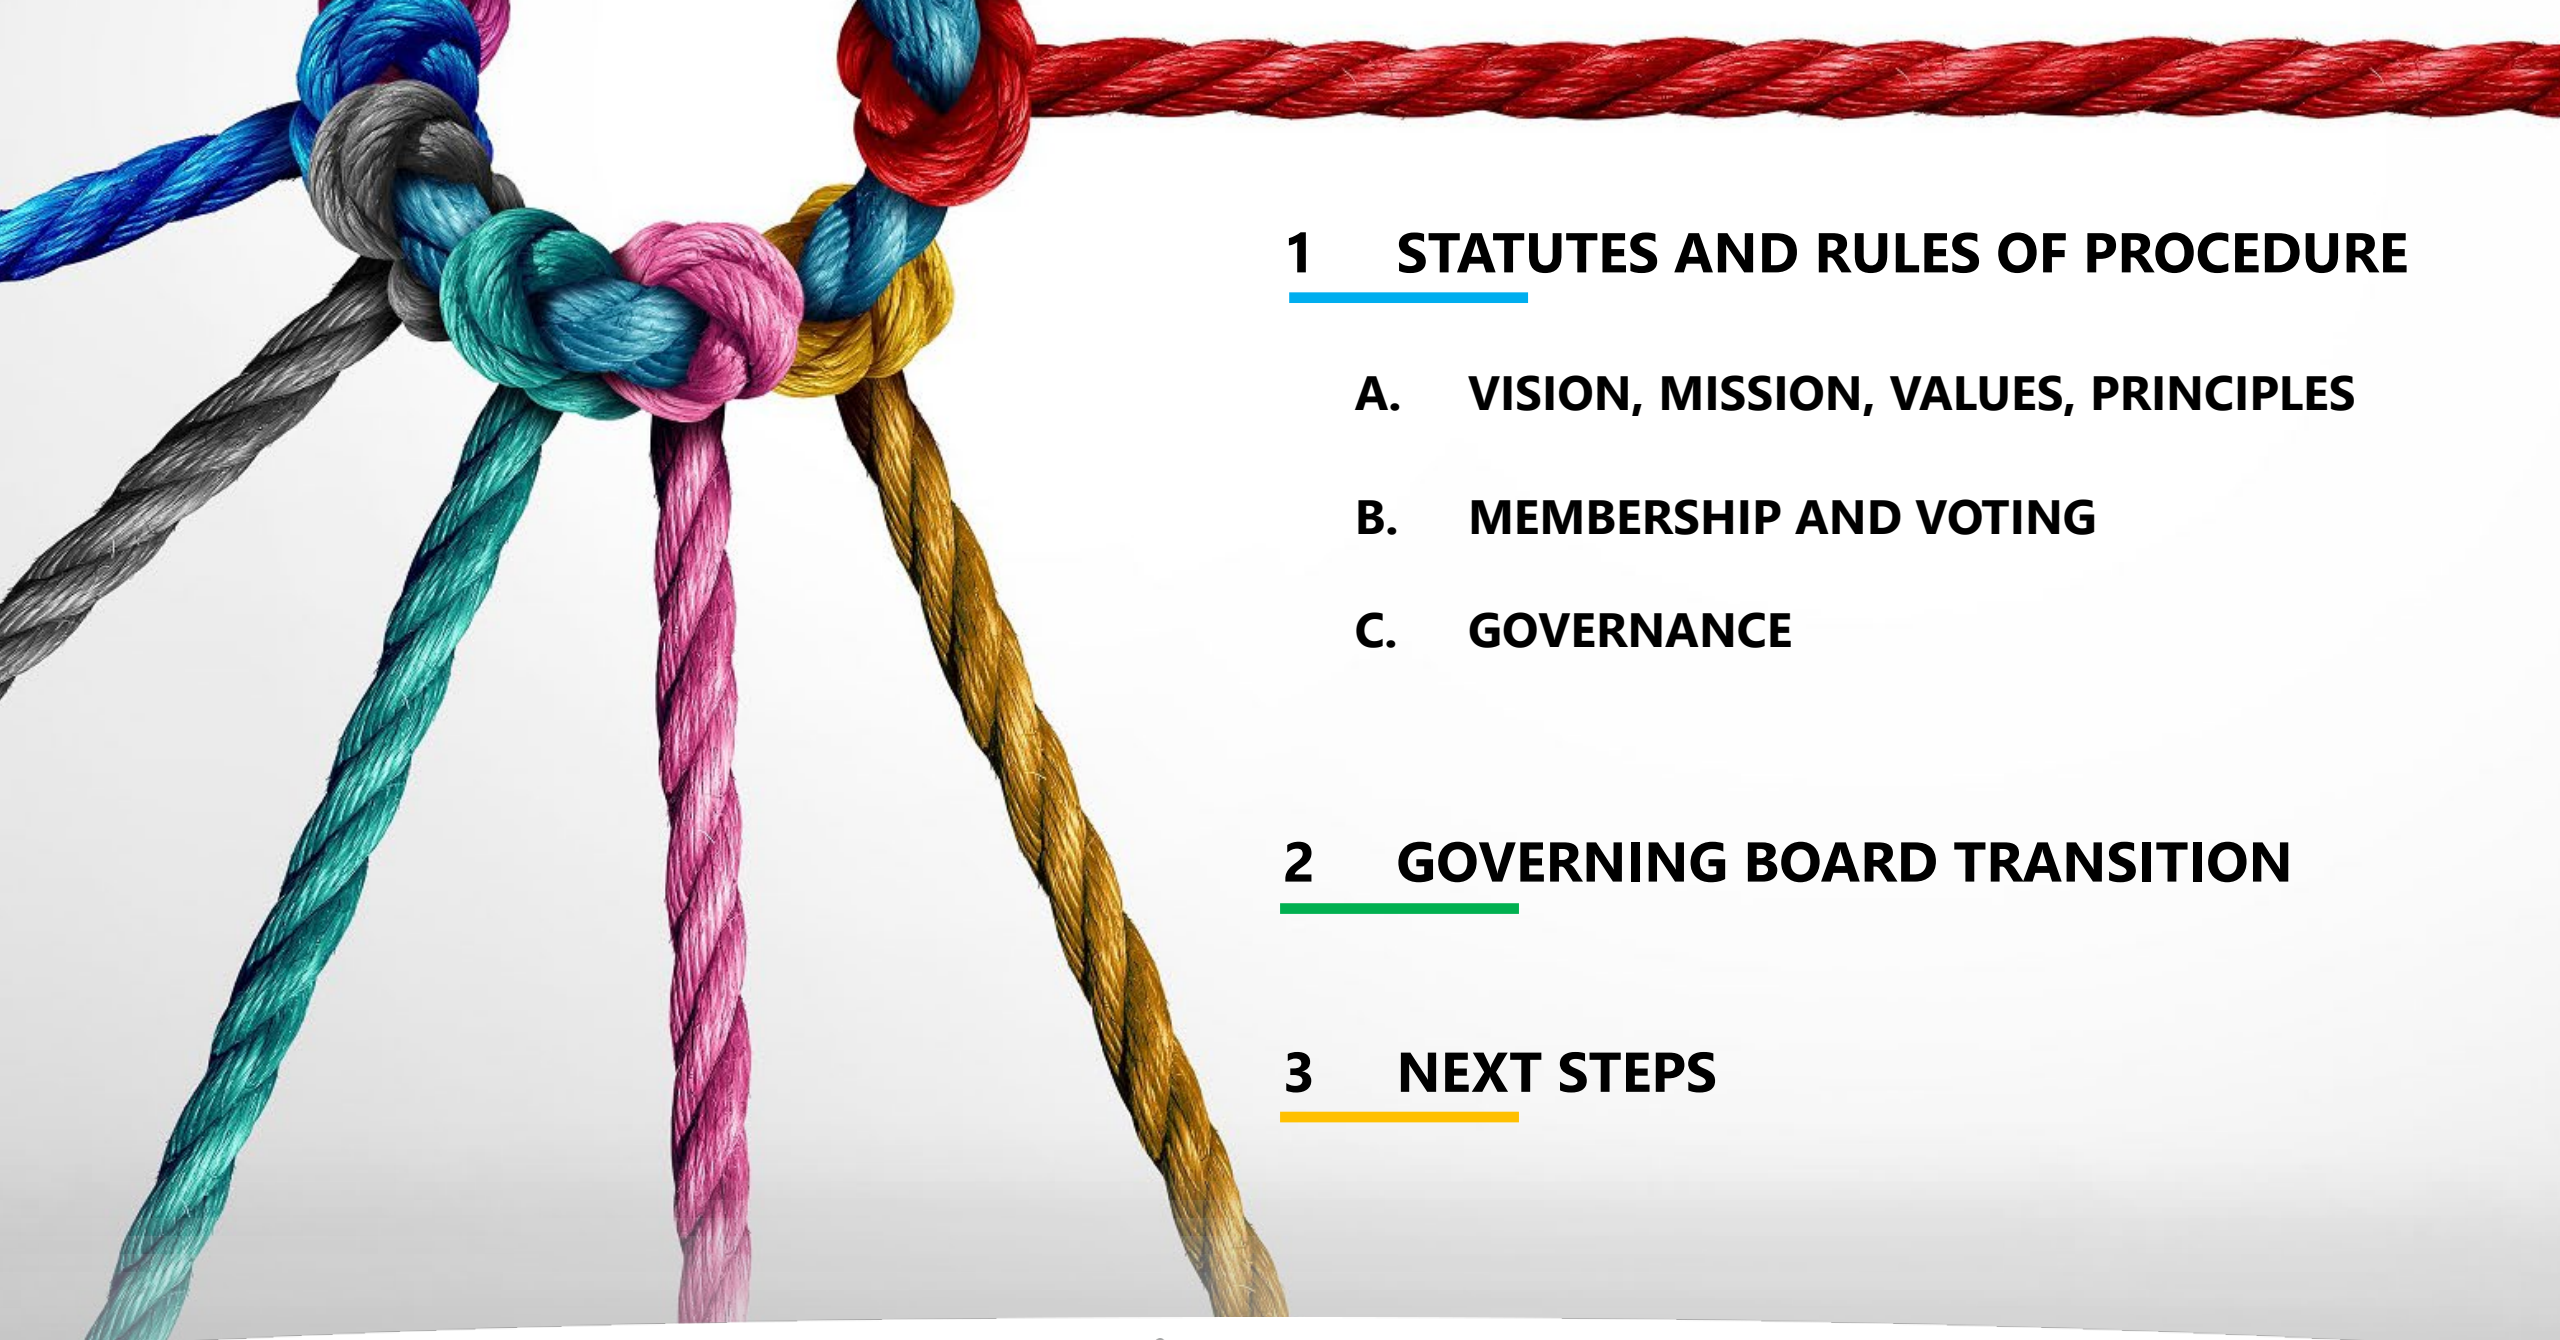 1 STATUTES AND RULES OF PROCEDURE
A. VISION, MISSION, VALUES, PRINCIPLES
B. MEMBERSHIP AND VOTING
C. GOVERNANCE
2 GOVERNING BOARD TRANSITION
3 NEXT STEPS